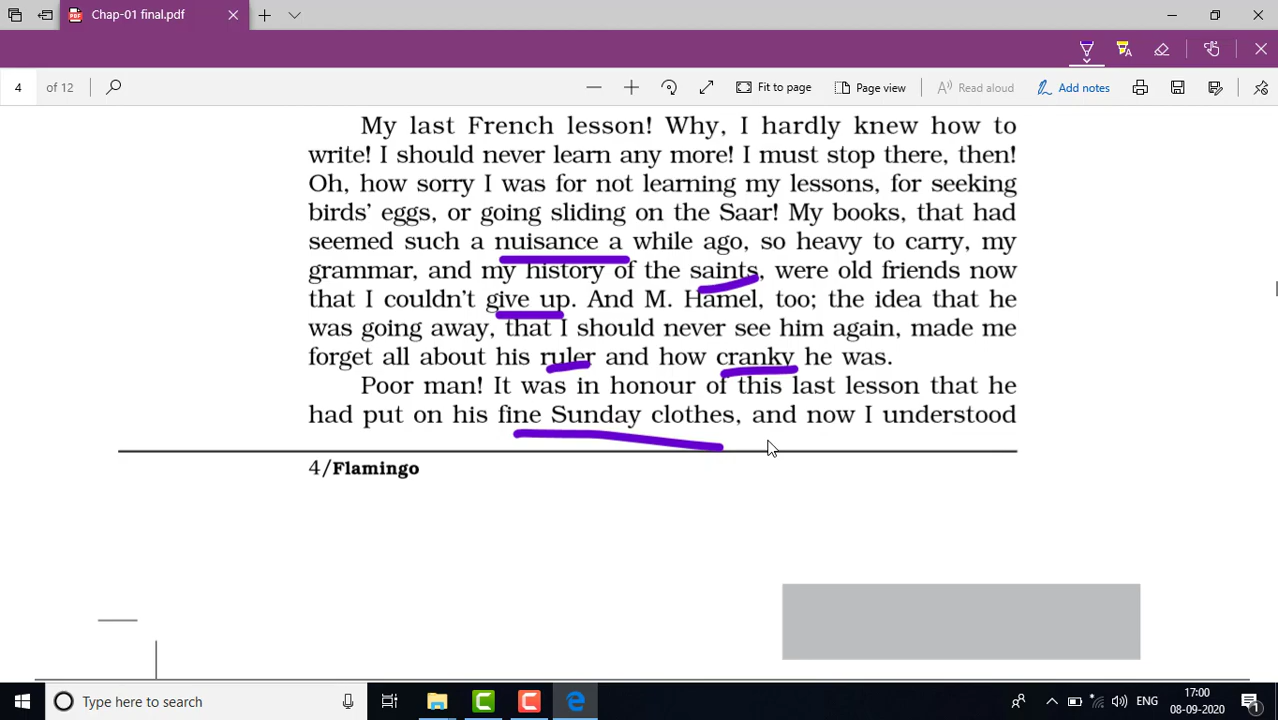 Chap-01 final.pdf
4 of 12
Fit to page
Page view
Read aloud
Add notes
My last French lesson! Why, I hardly knew how to
write! I should never learn any more! I must stop there, then!
Oh, how sorry I was for not learning my lessons, for seeking
birds’ eggs, or going sliding on the Saar! My books, that had
seemed such a nuisance a while ago, so heavy to carry, my
grammar, and my history of the saints, were old friends now
that I couldn’t give up. And M. Hamel, too; the idea that he
was going away, that I should never see him again, made me
forget all about his ruler and how cranky he was.
Poor man! It was in honour of this last lesson that he
had put on his fine Sunday clothes, and now I understood
4/Flamingo
Type here to search
ENG
17:00
08-09-2020